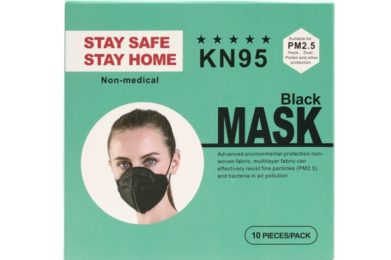 STAY SAFE
STAY HOME
Non-medical
★★★★★
KN95
Suitable for
PM2.5
Haze Dust
Pollen and other
protection
Black
MASK
Advanced environmental protection non-
woven fabric, multilayer fabric can
effectively resist fine particles (PM2.5)
and bacteria in air pollution
10 PIECES/PACK